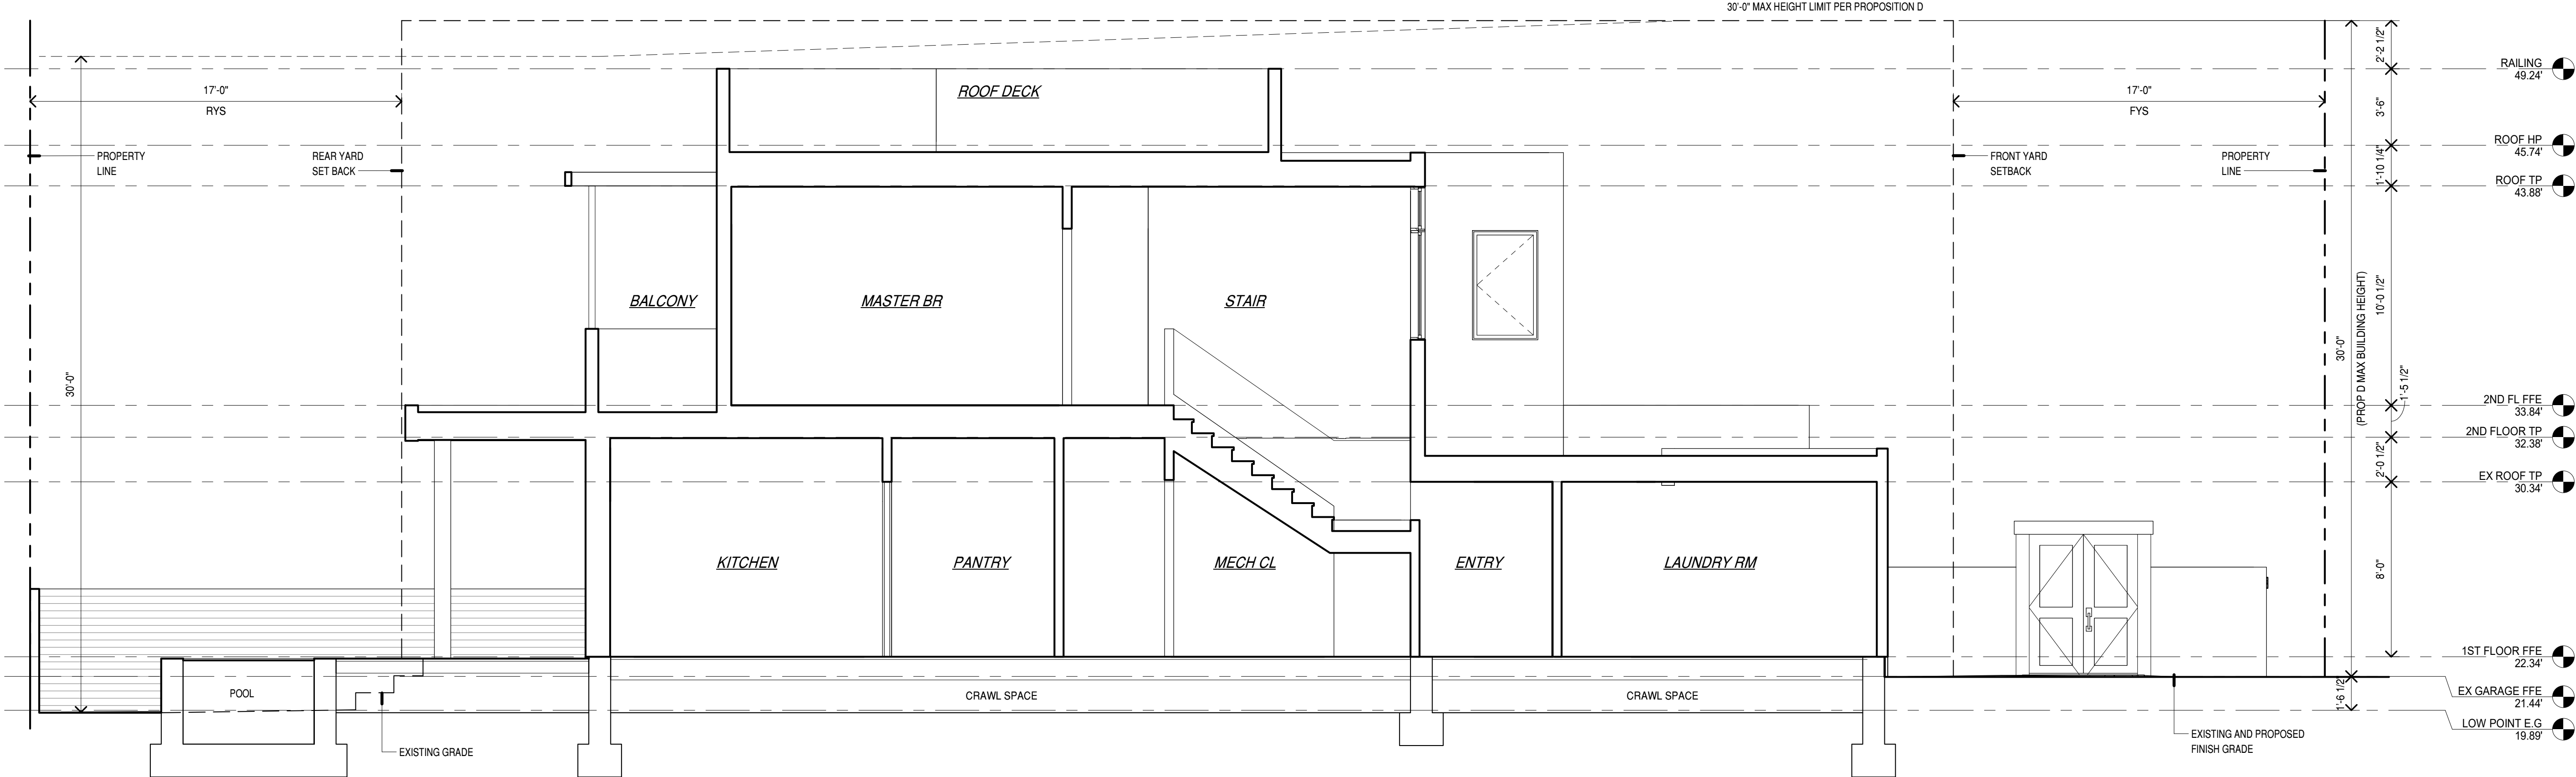 30'-0" MAX HEIGHT LIMIT PER PROPOSITION D
2'-2 1/2"
RAILING
49.24'
17'-0"
RYS
ROOF DECK
17'-0"
FYS
3'-6"
ROOF HP
45.74'
PROPERTY
LINE
REAR YARD
SET BACK
FRONT YARD
SETBACK
PROPERTY
LINE
1'-10 1/4"
ROOF TP
43.88'
BALCONY
MASTER BR
STAIR
30'-0"
30'-0"
(PROP D MAX BUILDING HEIGHT)
10'-0 1/2"
1'-5 1/2"
2ND FL FFE
33.84'
2ND FLOOR TP
32.38'
2'-0 1/2"
EX ROOF TP
30.34'
KITCHEN
PANTRY
MECH CL
ENTRY
LAUNDRY RM
8'-0"
1ST FLOOR FFE
22.34'
POOL
CRAWL SPACE
CRAWL SPACE
1'-6 1/2"
EX GARAGE FFE
21.44'
LOW POINT E.G
19.89'
EXISTING GRADE
EXISTING AND PROPOSED
FINISH GRADE